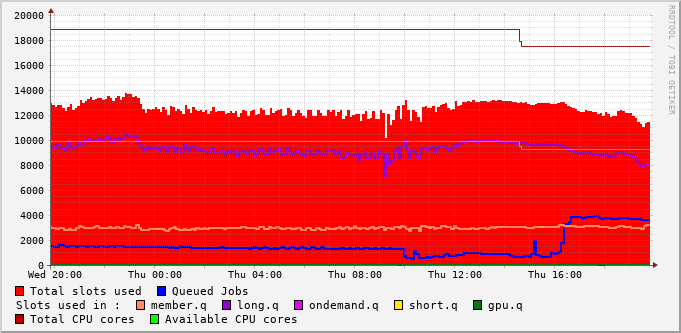 20000
18000
16000
14000
12000
10000
8000
6000
4000
2000
0
Wed 20:00 Thu 00:00 Thu 04:00 Thu 08:00 Thu 12:00 Thu 16:00
Total slots used Queued Jobs
Slots used in : member.q long.q ondemand.q short.q gpu.q
Total CPU cores Available CPU cores
RRDTOOL / TOBI OETIKER